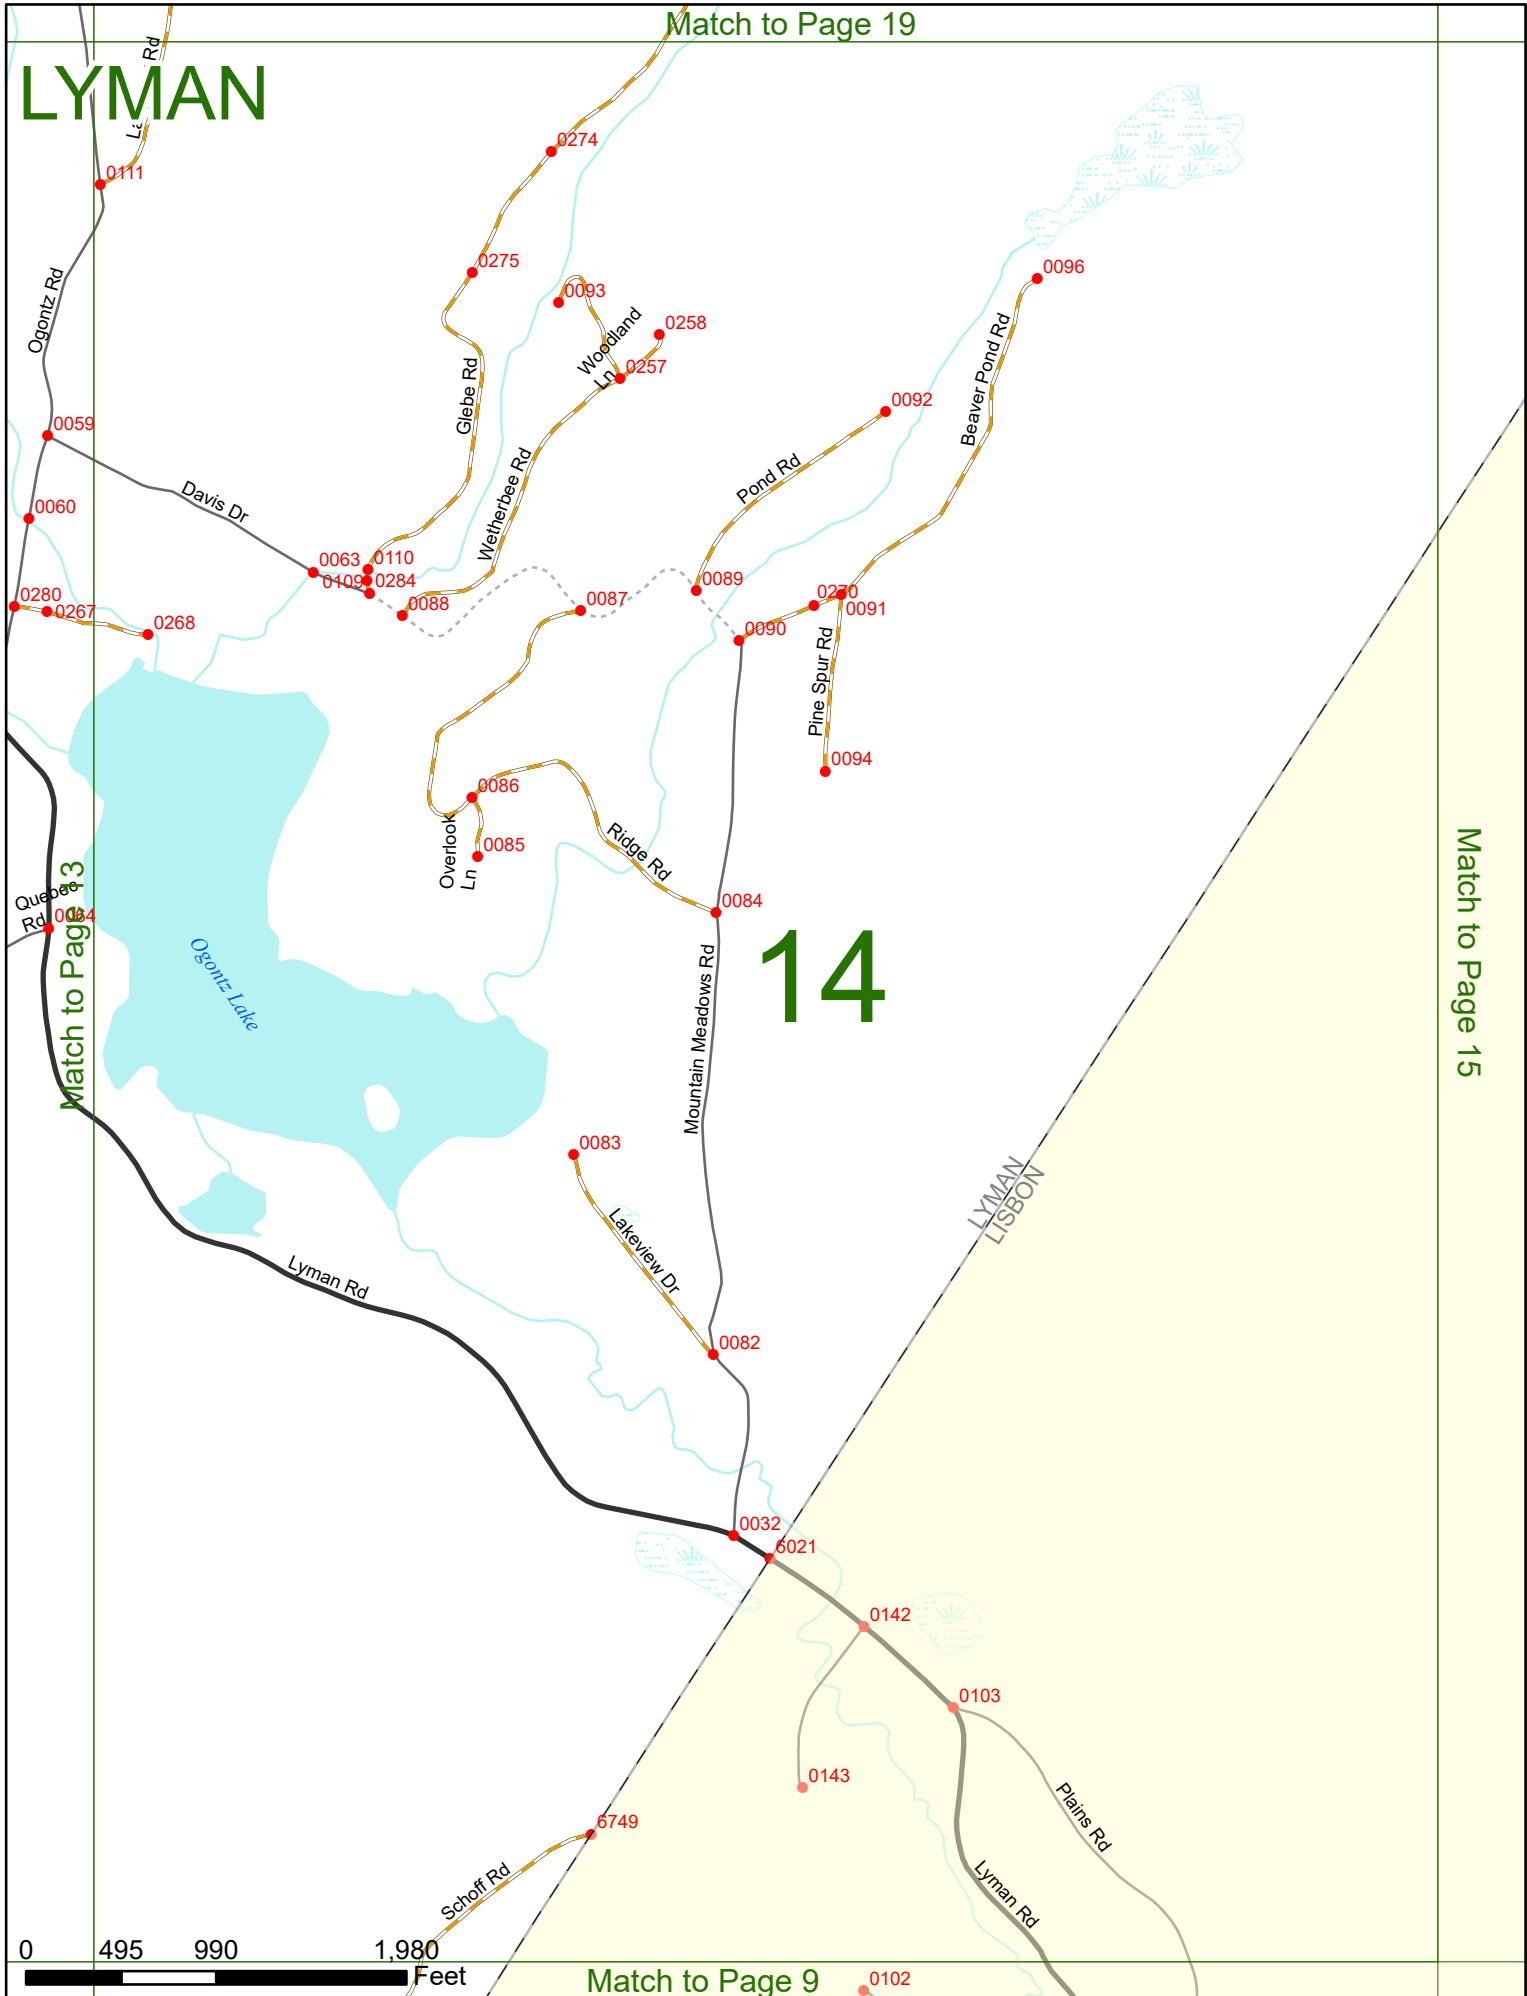 Match to Page 19
LYMAN
Rd
0111
0274
0275
0093
Woodland
Ln
0258
0257
0096
Ogontz Rd
Glebe Rd
Beaver Pond Rd
0092
0059
Pond Rd
Davis Dr
Wetherbee Rd
0060
0063
0110
0109
0284
0089
0270
0091
0280
0267
0268
0088
0087
0090
Pine Spur Rd
0094
0086
Overlook
Ln
0085
Ridge Rd
0084
Match to Page 13
Quebec
Rd
0064
Match to Page 15
14
Ogontz Lake
Mountain Meadows Rd
0083
Lakeview Dr
LYMAN
LISBON
Lyman Rd
0082
0032
6021
0142
0103
0143
Plains Rd
6749
Schoff Rd
Lyman Rd
0 495 990 1,980
Feet
Match to Page 9
0102